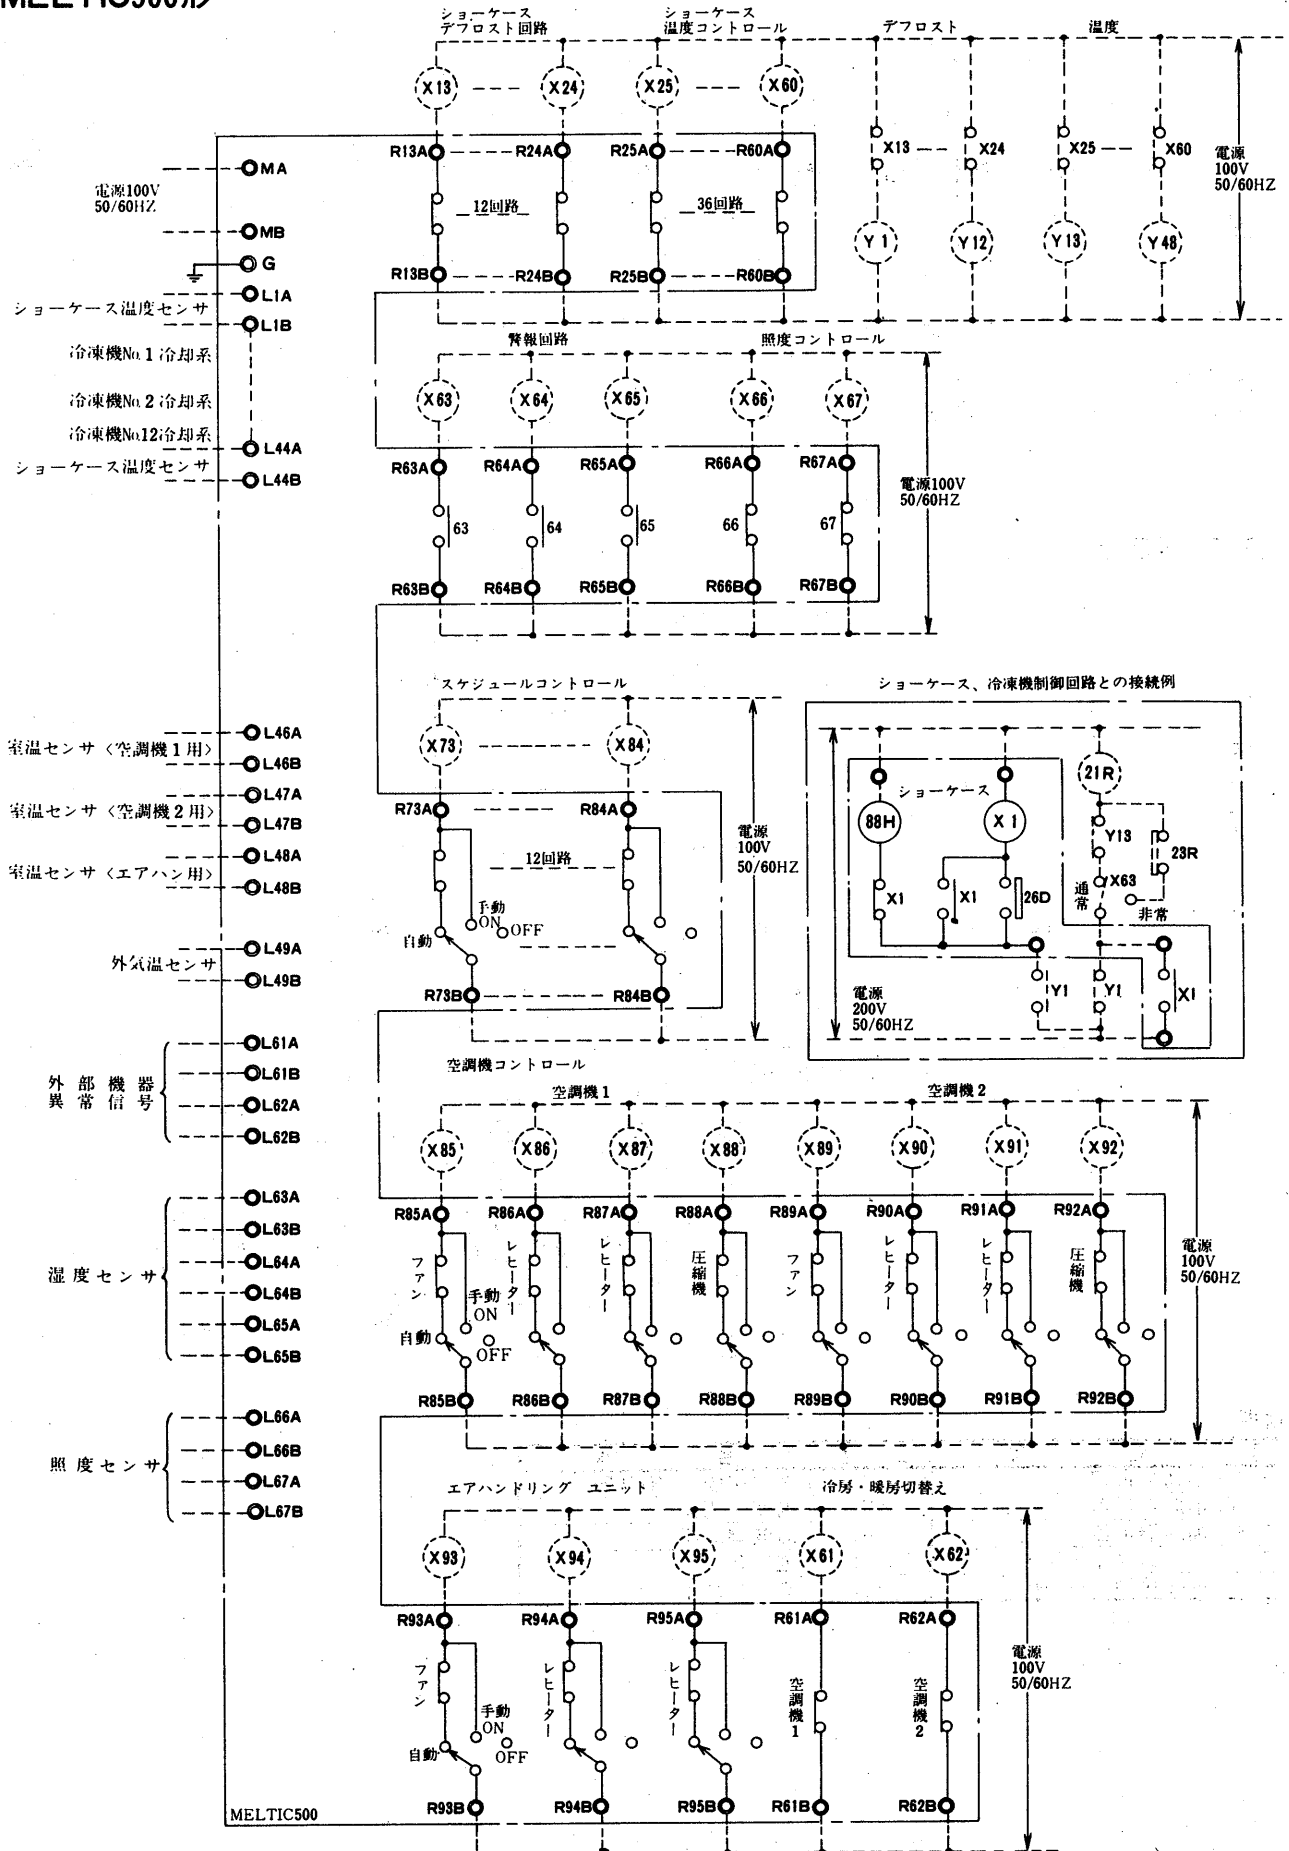 MELTIC500形
ショーケース
デフロスト回路
ショーケース
温度コントロール
デフロスト
温度
X13
X24
X25
X60
R13A
R24A
R25A
R60A
12回路
36回路
R13B
R24B
R25B
R60B
X13
X24
X25
X60
Y 1
Y 12
Y 13
Y 48
電源
100V
50/60HZ
MA
電源100V
50/60HZ
MB
G
L1A
ショーケース温度センサ
L1B
冷凍機No.1 冷却系
冷凍機No.2 冷却系
冷凍機No.12冷却系
L44A
ショーケース温度センサ
L44B
警報回路
照度コントロール
X63
X64
X65
X66
X67
R63A
R64A
R65A
R66A
R67A
63
64
65
66
67
R63B
R64B
R65B
R66B
R67B
電源100V
50/60HZ
L46A
室温センサ〈空調機1用〉
L46B
L47A
室温センサ〈空調機2用〉
L47B
L48A
室温センサ〈エアハン用〉
L48B
L49A
外気温センサ
L49B
スケジュールコントロール
X73
X84
R73A
R84A
12回路
手動
ON
OFF
自動
R73B
R84B
電源
100V
50/60HZ
ショーケース、冷凍機制御回路との接続例
ショーケース
21R
88H
X 1
Y13
23R
X1
X1
26D
通常
X63
非常
Y1
Y1
X1
電源
200V
50/60HZ
L61A
L61B
外部機器
異常信号
L62A
L62B
L63A
L63B
L64A
湿度センサ
L64B
L65A
L65B
L66A
L66B
照度センサ
L67A
L67B
空調機コントロール
空調機1
空調機2
X85
X86
X87
X88
X89
X90
X91
X92
R85A
R86A
R87A
R88A
R89A
R90A
R91A
R92A
ファン
レヒーター
レヒーター
圧縮機
ファン
レヒーター
レヒーター
圧縮機
手動
ON
自動
OFF
R85B
R86B
R87B
R88B
R89B
R90B
R91B
R92B
電源
100V
50/60HZ
エアハンドリング ユニット
冷房・暖房切替え
X93
X94
X95
X61
X62
R93A
R94A
R95A
R61A
R62A
ファン
レヒーター
レヒーター
空調機1
空調機2
手動
ON
自動
OFF
R93B
R94B
R95B
R61B
R62B
電源
100V
50/60HZ
MELTIC500